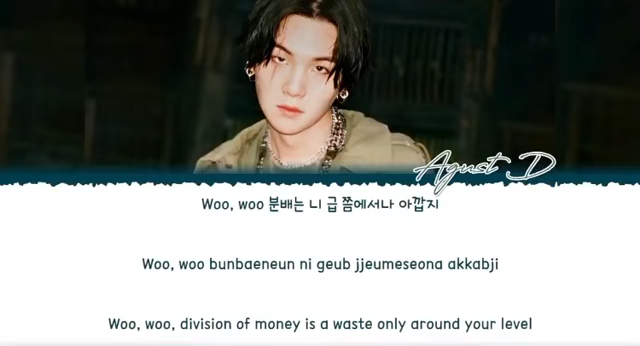 Agust D
Woo, woo 분배는 니 급 쯤에서나 아깝지
Woo, woo bunbaeneun ni geub jjeumeseona akkabji
Woo, woo, division of money is a waste only around your level